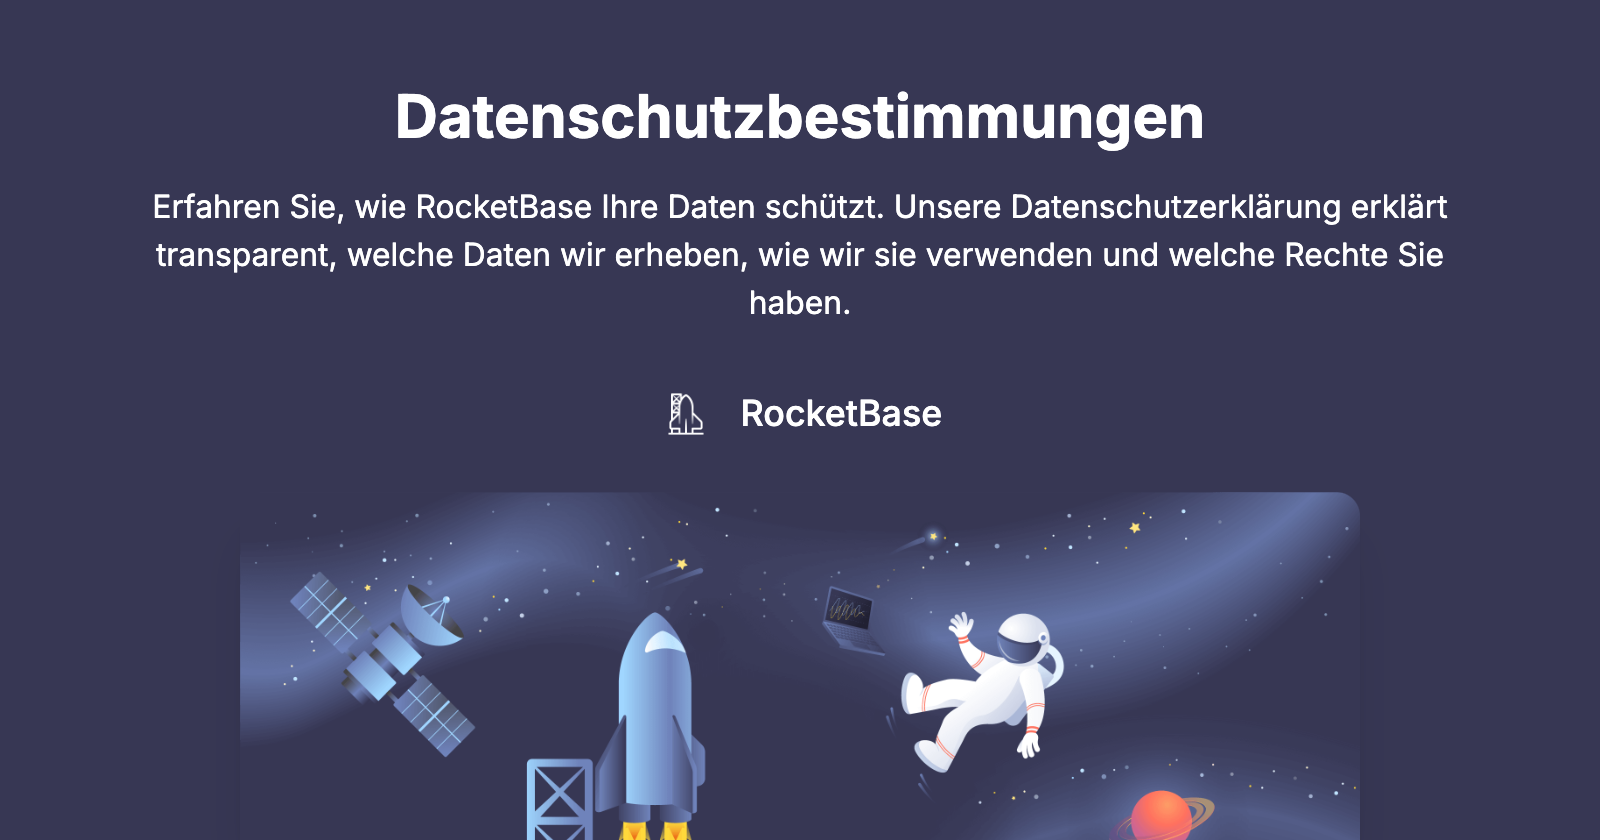 Datenschutzbestimmungen
Erfahren Sie, wie RocketBase Ihre Daten schützt. Unsere Datenschutzerklärung erklärt
transparent, welche Daten wir erheben, wie wir sie verwenden und welche Rechte Sie
haben.
RocketBase